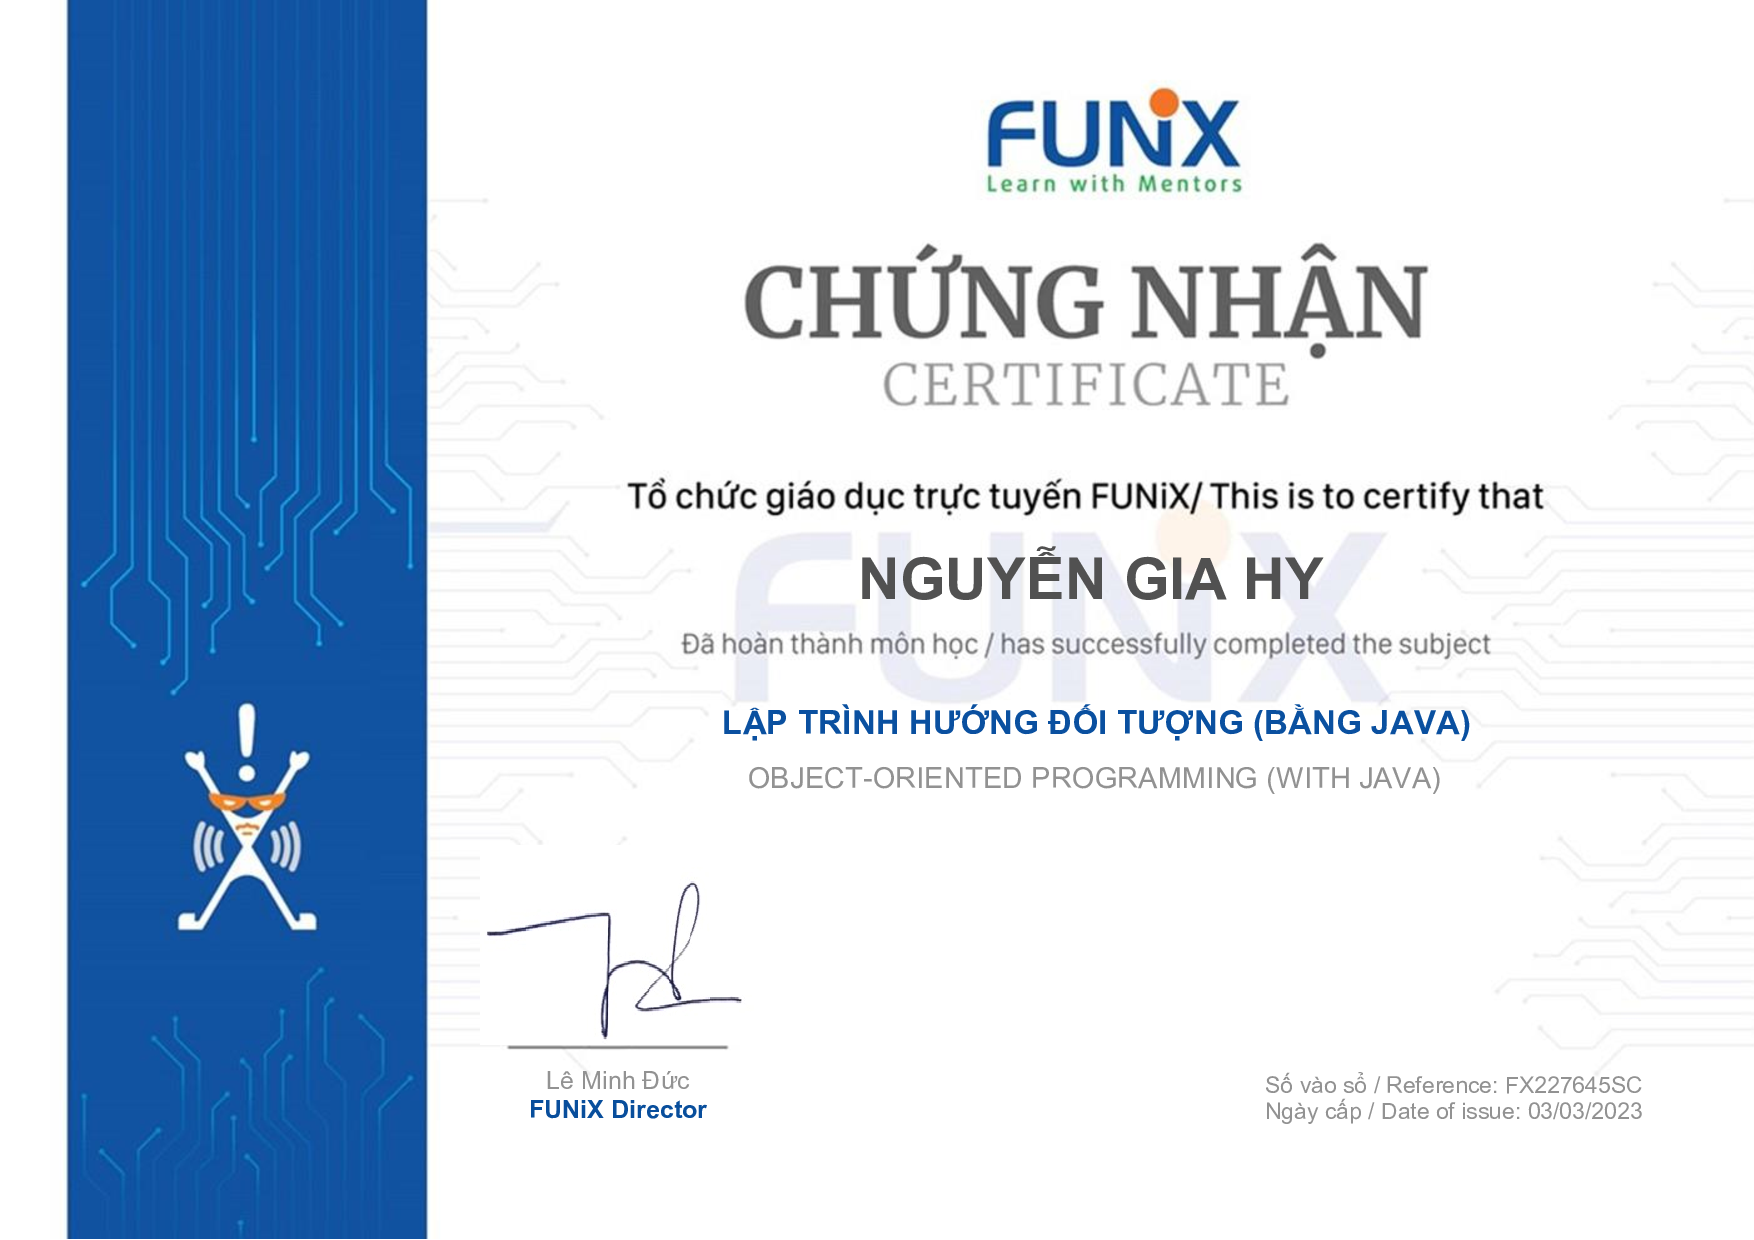 FUNiX
Learn with Mentors
CHỨNG NHẬN
CERTIFICATE
Tổ chức giáo dục trực tuyến FUNiX/ This is to certify that
NGUYỄN GIA HY
Đã hoàn thành môn học / has successfully completed the subject
LẬP TRÌNH HƯỚNG ĐỐI TƯỢNG (BẰNG JAVA)
OBJECT-ORIENTED PROGRAMMING (WITH JAVA)
Lê Minh Đức
FUNiX Director
Số vào sổ / Reference: FX227645SC
Ngày cấp / Date of issue: 03/03/2023